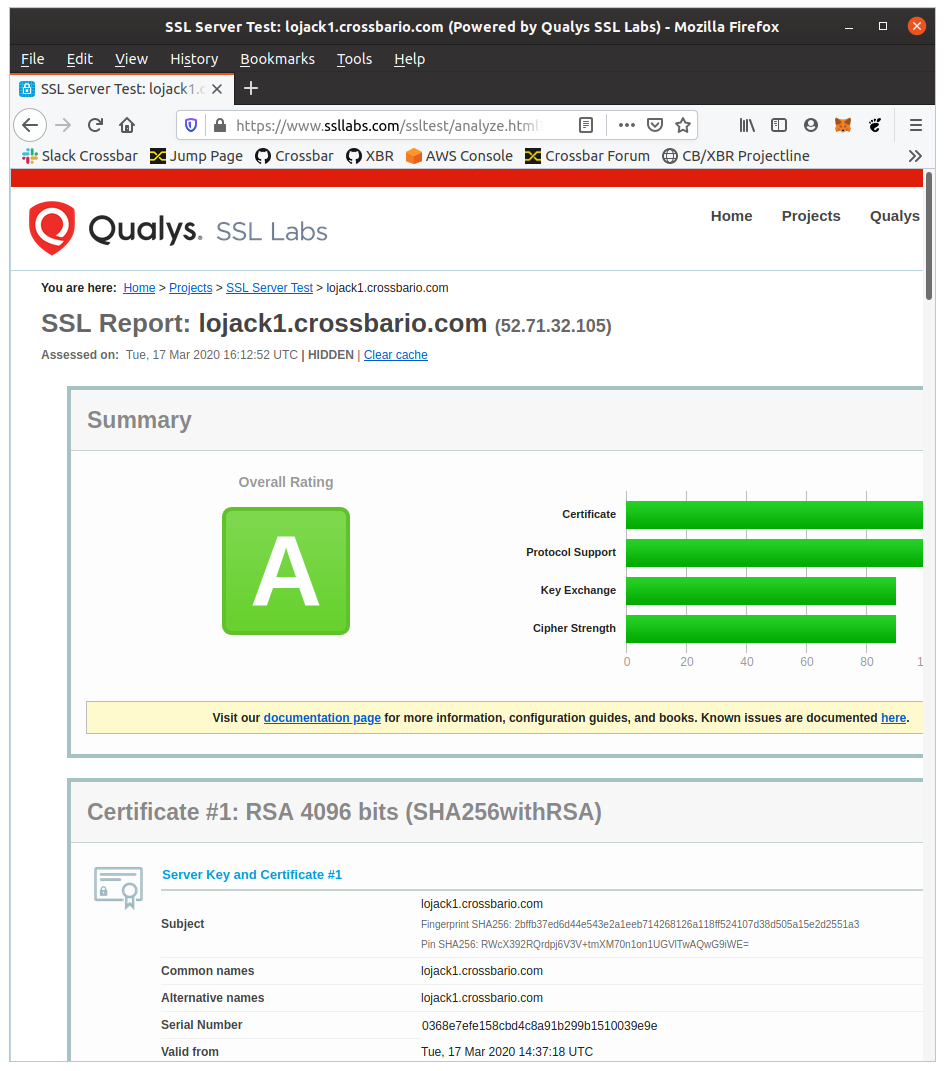 SSL Server Test: lojack1.crossbario.com (Powered by Qualys SSL Labs) - Mozilla Firefox
File Edit View History Bookmarks Tools Help
SSL Server Test: lojack1.c
https://www.ssllabs.com/ssltest/analyze.html
Slack Crossbar Jump Page Crossbar XBR AWS Console Crossbar Forum CB/XBR Projectline
Qualys. SSL Labs
Home Projects Qualys
You are here: Home > Projects > SSL Server Test > lojack1.crossbario.com
SSL Report: lojack1.crossbario.com (52.71.32.105)
Assessed on: Tue, 17 Mar 2020 16:12:52 UTC | HIDDEN | Clear cache
Summary
Overall Rating
A
Certificate
Protocol Support
Key Exchange
Cipher Strength
0 20 40 60 80 1
Visit our documentation page for more information, configuration guides, and books. Known issues are documented here.
Certificate #1: RSA 4096 bits (SHA256withRSA)
Server Key and Certificate #1
Subject
lojack1.crossbario.com
Fingerprint SHA256: 2bffb37ed6d44e543e2a1eeb714268126a118ff524107d38d505a15e2d2551a3
Pin SHA256: RWcX392RQrdpj6V3V+tmXM70n1on1UGVlTwAQwG9iWE=
Common names lojack1.crossbario.com
Alternative names lojack1.crossbario.com
Serial Number 0368e7efe158cbd4c8a91b299b1510039e9e
Valid from Tue, 17 Mar 2020 14:37:18 UTC